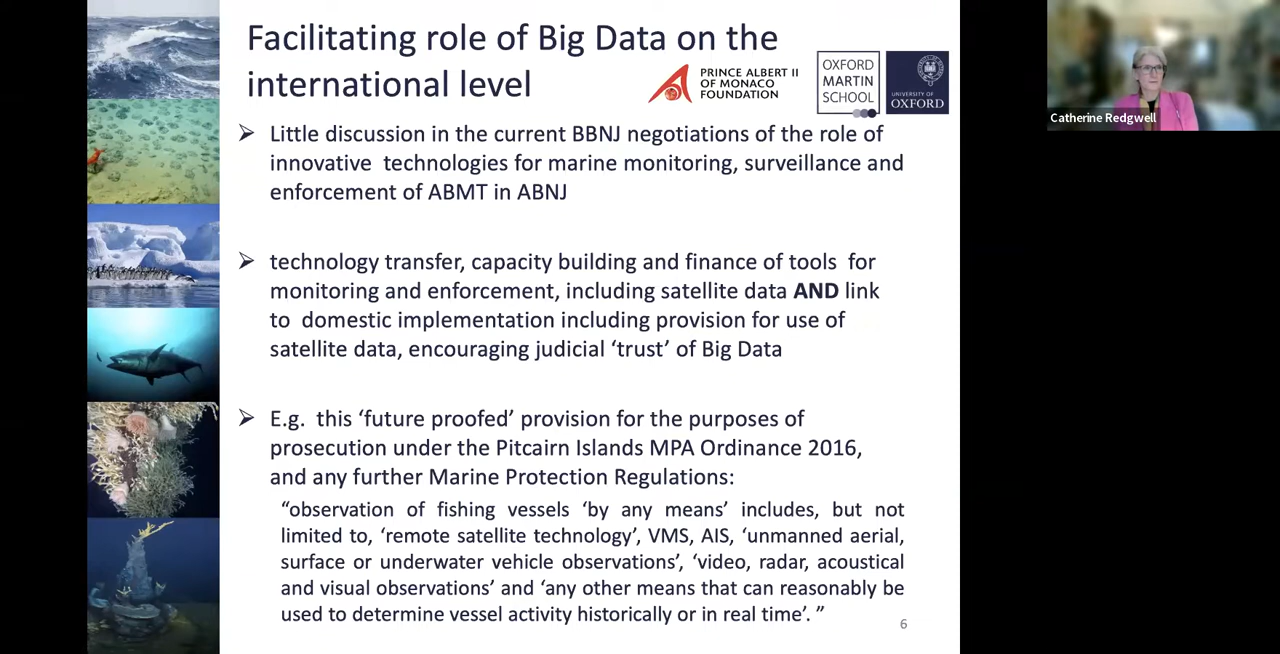 Facilitating role of Big Data on the
international level
PRINCE ALBERT II
OF MONACO
FOUNDATION
OXFORD
MARTIN
SCHOOL
UNIVERSITY OF
OXFORD
Catherine Redgwell
➢ Little discussion in the current BBNJ negotiations of the role of
innovative technologies for marine monitoring, surveillance and
enforcement of ABMT in ABNJ
➢ technology transfer, capacity building and finance of tools for
monitoring and enforcement, including satellite data AND link
to domestic implementation including provision for use of
satellite data, encouraging judicial ‘trust’ of Big Data
➢ E.g. this ‘future proofed’ provision for the purposes of
prosecution under the Pitcairn Islands MPA Ordinance 2016,
and any further Marine Protection Regulations:
“observation of fishing vessels ‘by any means’ includes, but not
limited to, ‘remote satellite technology’, VMS, AIS, ‘unmanned aerial,
surface or underwater vehicle observations’, ‘video, radar, acoustical
and visual observations’ and ‘any other means that can reasonably be
used to determine vessel activity historically or in real time’. ”
6